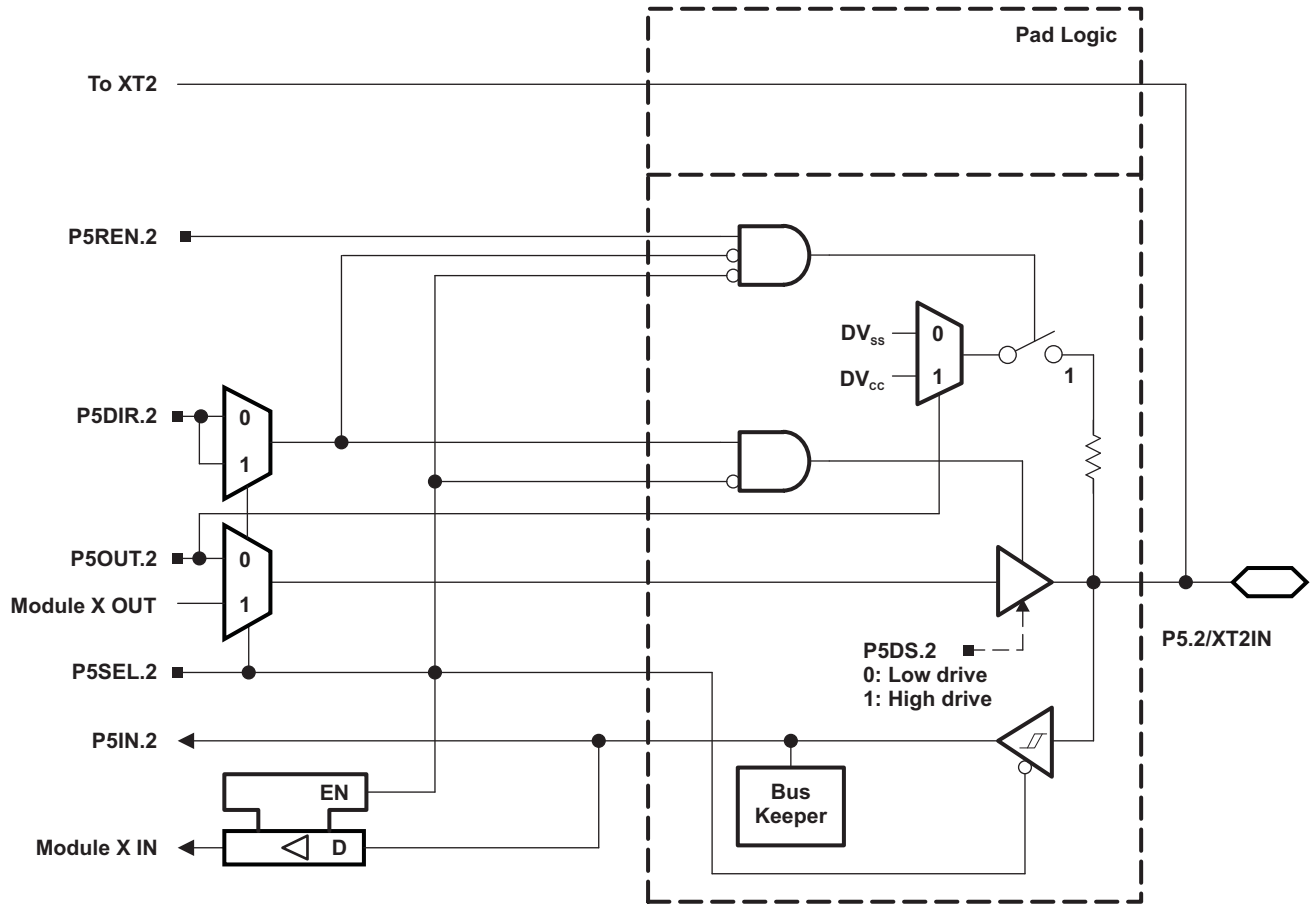 Pad Logic
To XT2
P5REN.2
DVSS
0
DVCC
1
1
P5DIR.2
0
1
P5OUT.2
0
Module X OUT
1
P5DS.2
0: Low drive
1: High drive
P5.2/XT2IN
P5SEL.2
P5IN.2
Bus
Keeper
EN
Module X IN
D